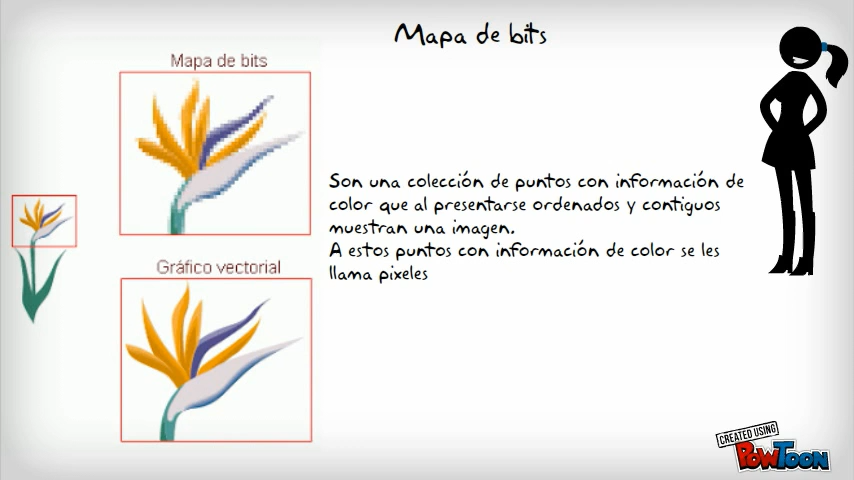 Mapa de bits
Mapa de bits
Son una colección de puntos con información de
color que al presentarse ordenados y contiguos
muestran una imagen.
A estos puntos con información de color se les
llama pixeles
Gráfico vectorial
CREATED USING
POWTOON